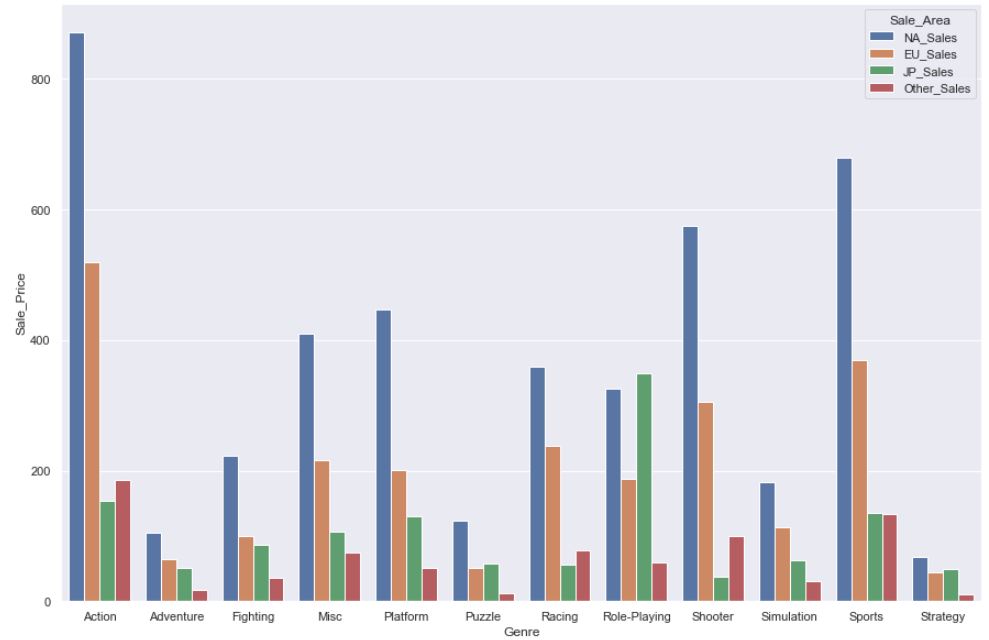 Sale_Area
NA_Sales
EU_Sales
JP_Sales
Other_Sales
Sale_Price
800
600
400
200
0
Action Adventure Fighting Misc Platform Puzzle Racing Role-Playing Shooter Simulation Sports Strategy
Genre